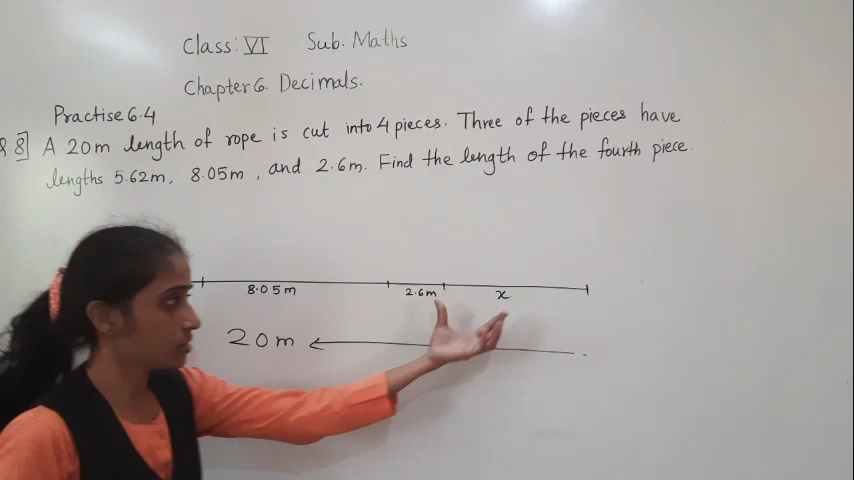 Class: VI Sub: Maths
Chapter 6. Decimals.
Practise 6.4
Q.8] A 20m length of rope is cut into 4 pieces. Three of the pieces have
lengths 5.62m, 8.05m, and 2.6m. Find the length of the fourth piece.
8.05m 2.6m x
20m